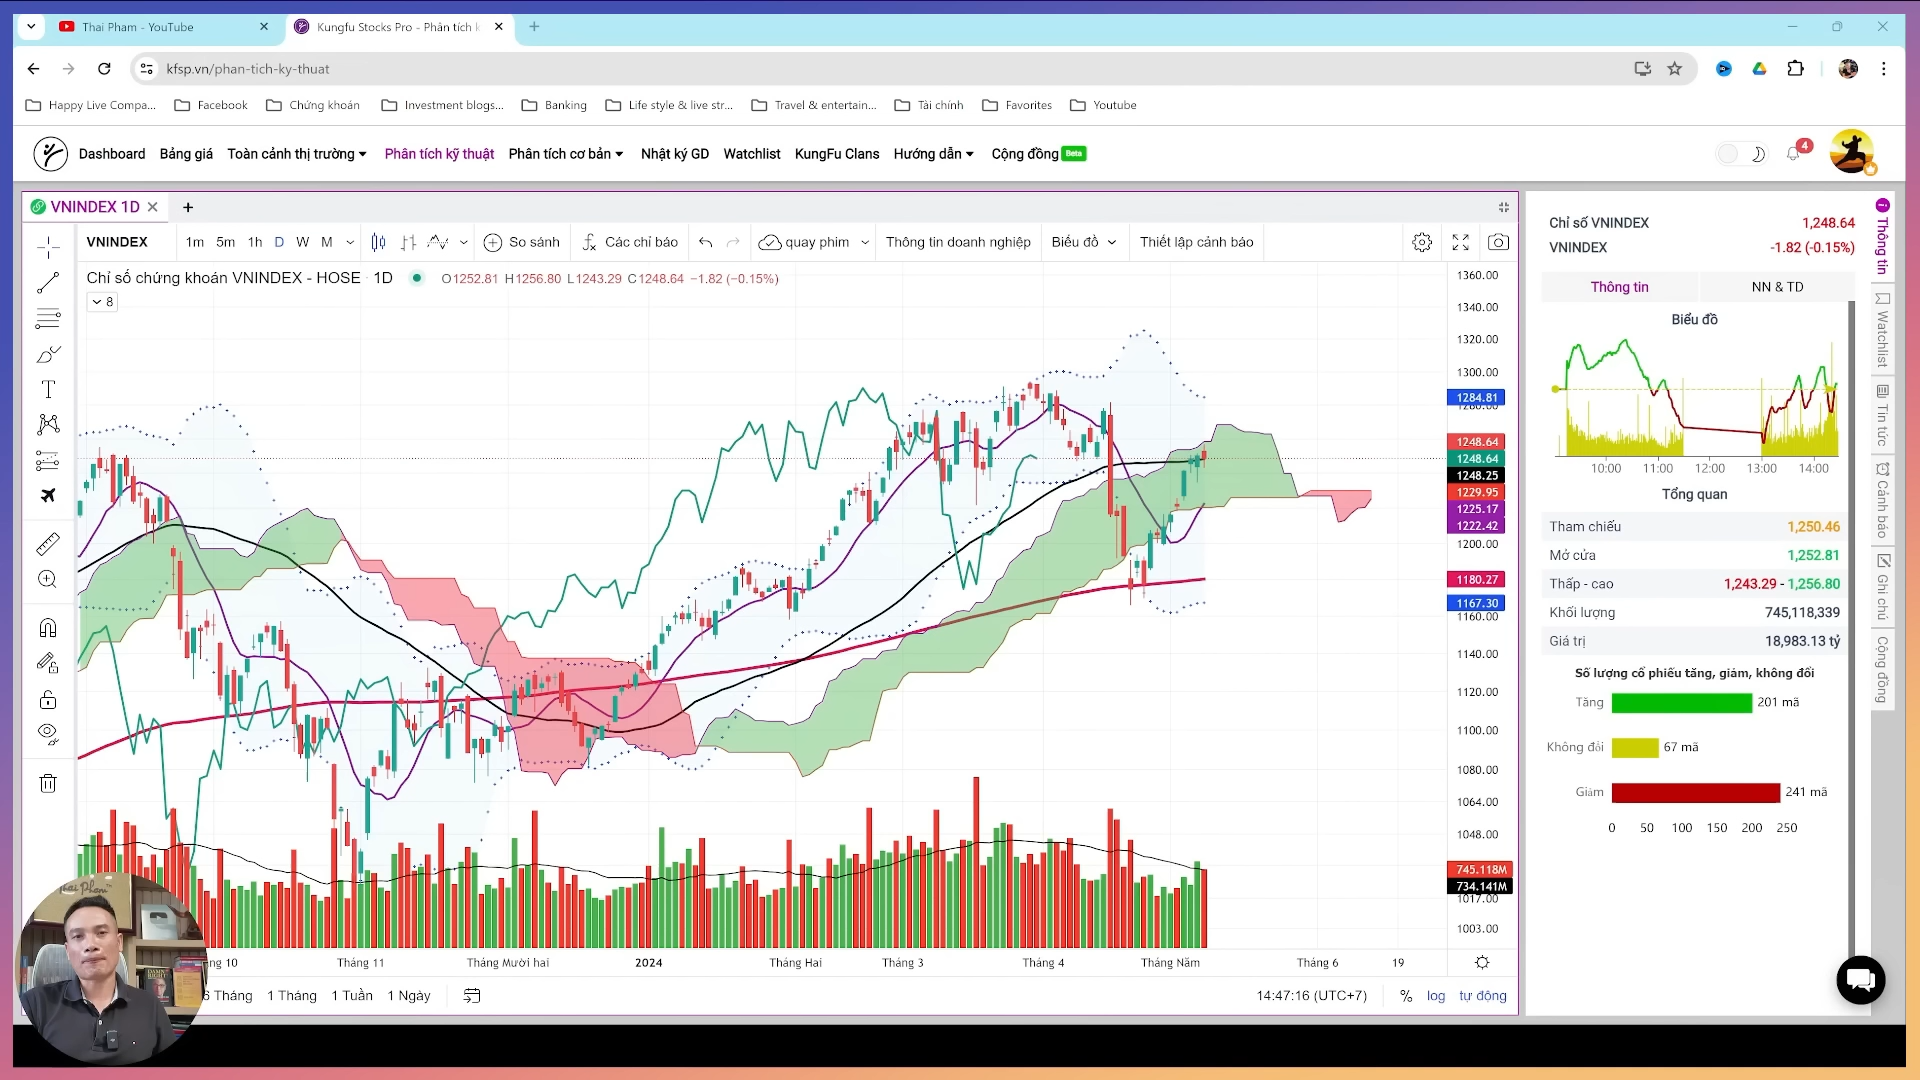 Thai Pham - YouTube
Kungfu Stocks Pro - Phân tích k
kfsp.vn/phan-tich-ky-thuat
Happy Live Compa...
Facebook
Chứng khoán
Investment blogs...
Banking
Life style & live str...
Travel & entertain...
Tài chính
Favorites
Youtube
Dashboard
Bảng giá
Toàn cảnh thị trường
Phân tích kỹ thuật
Phân tích cơ bản
Nhật ký GD
Watchlist
KungFu Clans
Hướng dẫn
Cộng đồng
Beta
4
VNINDEX 1D
VNINDEX
1m
5m
1h
D
W
M
So sánh
Các chỉ báo
quay phim
Thông tin doanh nghiệp
Biểu đồ
Thiết lập cảnh báo
Chỉ số chứng khoán VNINDEX - HOSE · 1D
O1252.81 H1256.80 L1243.29 C1248.64 −1.82 (−0.15%)
8
1360.00
1340.00
1320.00
1300.00
1284.81
1280.00
1248.64
1248.64
1248.25
1229.95
1225.17
1222.42
1200.00
1180.27
1167.30
1160.00
1140.00
1120.00
1100.00
1080.00
1064.00
1048.00
745.118M
734.141M
1017.00
1003.00
ng 10
Tháng 11
Tháng Mười hai
2024
Tháng Hai
Tháng 3
Tháng 4
Tháng Năm
Tháng 6
19
6 Tháng
1 Tháng
1 Tuần
1 Ngày
14:47:16 (UTC+7)
%
log
tự động
Chỉ số VNINDEX
1,248.64
VNINDEX
-1.82 (-0.15%)
Thông tin
NN & TD
Biểu đồ
10:00
11:00
12:00
13:00
14:00
Tổng quan
Tham chiếu
1,250.46
Mở cửa
1,252.81
Thấp - cao
1,243.29 - 1,256.80
Khối lượng
745,118,339
Giá trị
18,983.13 tỷ
Số lượng cổ phiếu tăng, giảm, không đổi
Tăng
201 mã
Không đổi
67 mã
Giảm
241 mã
0
50
100
150
200
250
Thông tin
Watchlist
Tin tức
Cảnh báo
Ghi chú
Cộng đồng
Thai Pham
DAMN RIGHT!